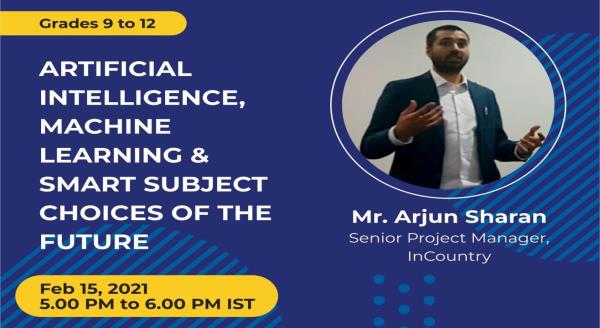 Grades 9 to 12
ARTIFICIAL
INTELLIGENCE,
MACHINE
LEARNING &
SMART SUBJECT
CHOICES OF THE
FUTURE
Feb 15, 2021
5.00 PM to 6.00 PM IST
Mr. Arjun Sharan
Senior Project Manager,
InCountry